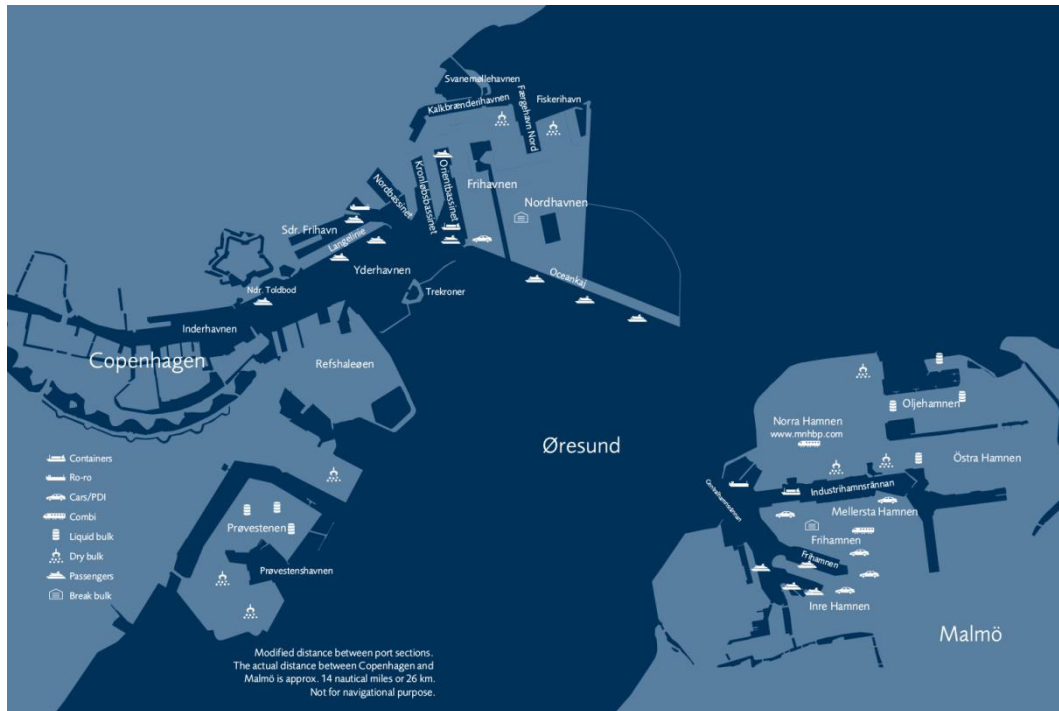 Svanemøllehavnen
Kalkbrænderihavnen
Færgehavn Nord
Fiskerihavn
Nordbassinet
Kronløbsbassinet
Orientbassinet
Frihavnen
Nordhavnen
Sdr. Frihavn
Langelinie
Yderhavnen
Oceankaj
Ndr. Toldbod
Trekroner
Inderhavnen
Copenhagen
Refshaleøen
Øresund
Containers
Ro-ro
Cars/PDI
Combi
Liquid bulk
Dry bulk
Passengers
Break bulk
Prøvestenen
Prøvestenshavnen
Modified distance between port sections.
The actual distance between Copenhagen and
Malmö is approx. 14 nautical miles or 26 km.
Not for navigational purpose.
Oljehamnen
Norra Hamnen
www.mnhbp.com
Östra Hamnen
Industrihamnsrännan
Centralhamnsrännan
Mellersta Hamnen
Frihamnen
Frihamnen
Inre Hamnen
Malmö